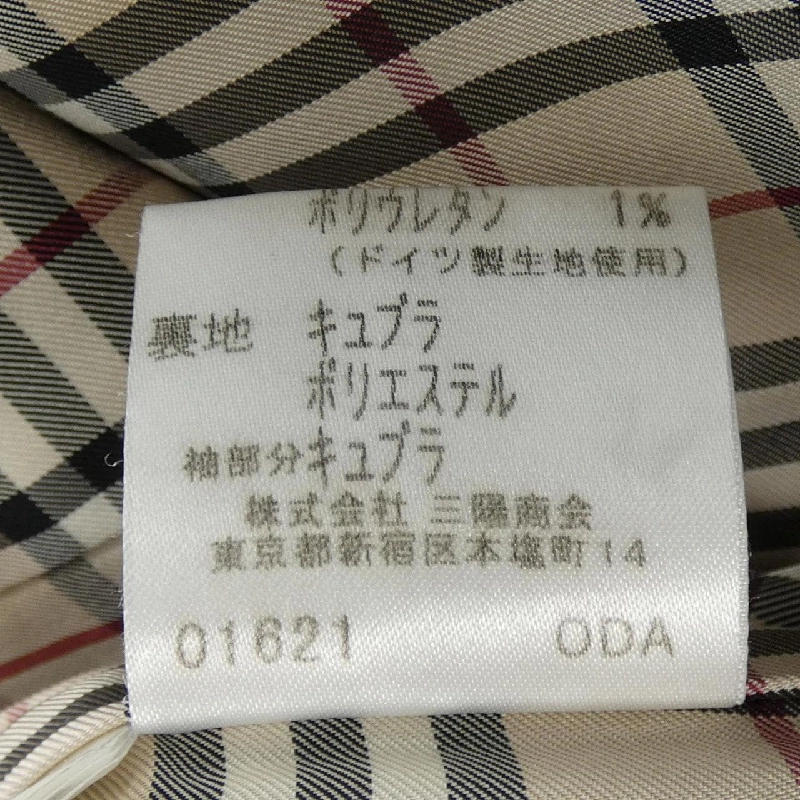 ポリウレタン 1%
(ドイツ製生地使用)
裏地 キュプラ
ポリエステル
袖部分キュプラ
株式会社 三陽商会
東京都新宿区本塩町14
01621 ODA